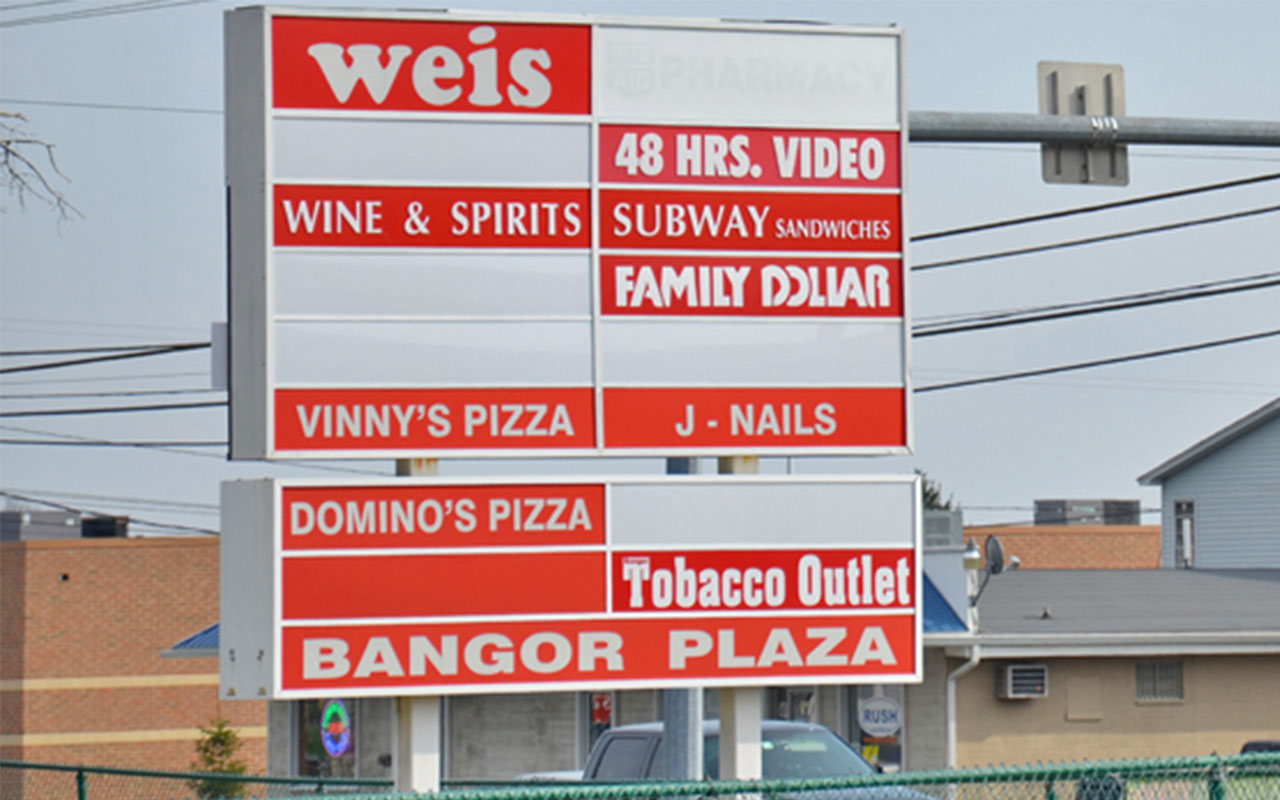 weis
PHARMACY
48 HRS. VIDEO
WINE & SPIRITS
SUBWAY SANDWICHES
FAMILY DOLLAR
VINNY'S PIZZA
J - NAILS
DOMINO'S PIZZA
Tobacco Outlet
BANGOR PLAZA
RUSH